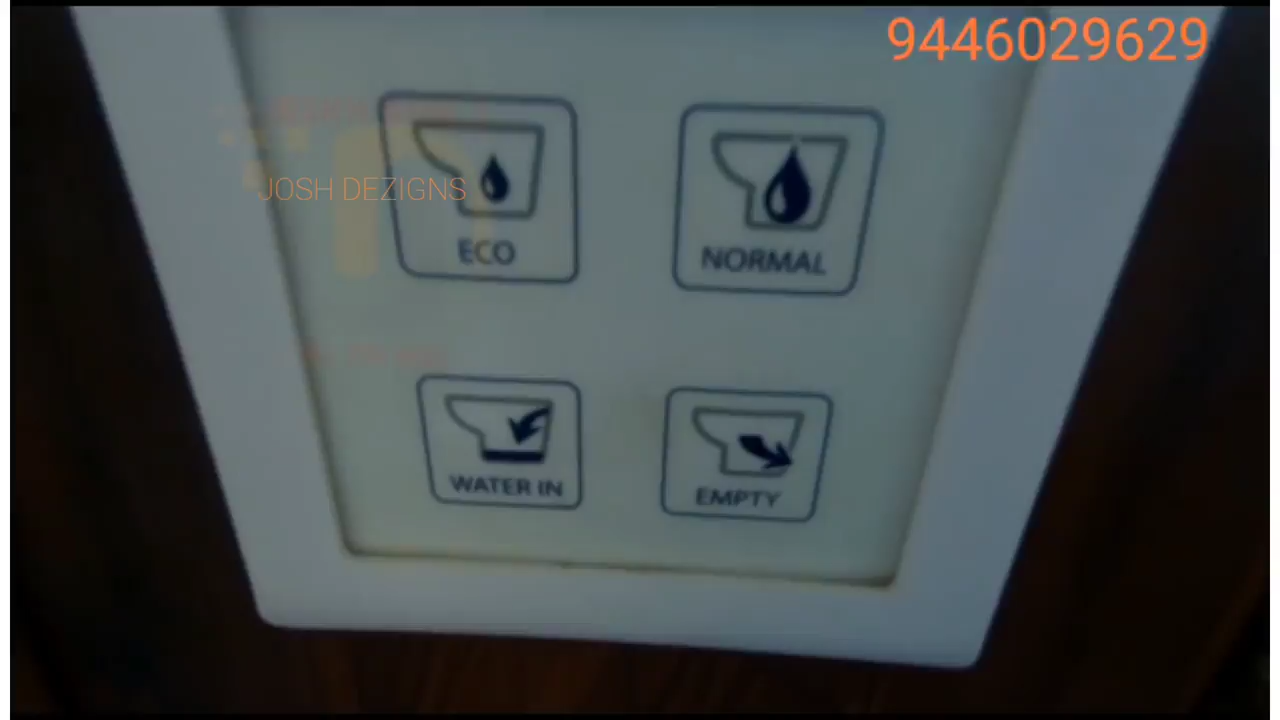 9446029629
JOSH DEZIGNS
ECO
NORMAL
WATER IN
EMPTY